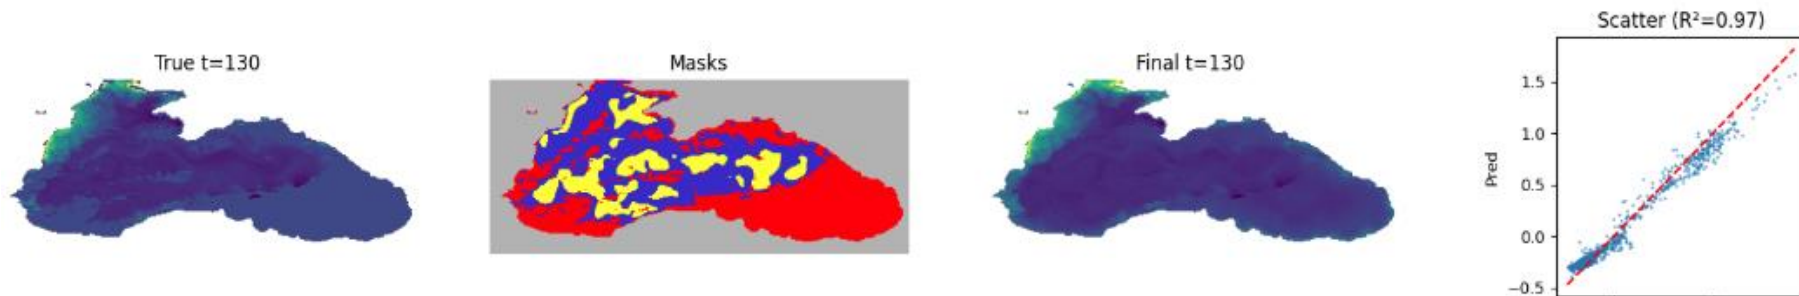 True t=130
Masks
Final t=130
Scatter (R²=0.97)
Pred
1.5
1.0
0.5
0.0
−0.5